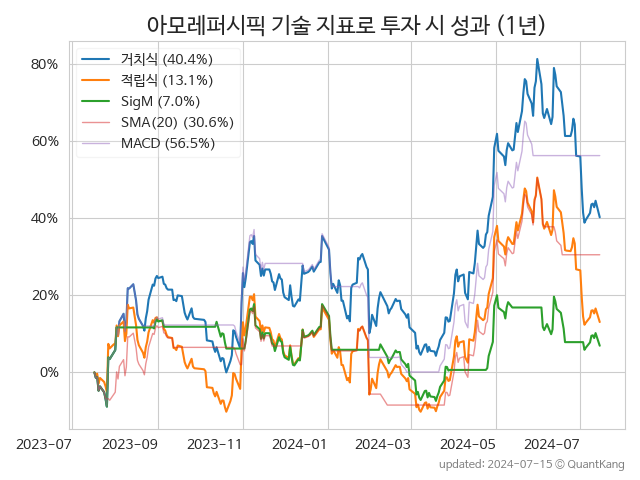 아모레퍼시픽 기술 지표로 투자 시 성과 (1년)
거치식 (40.4%)
적립식 (13.1%)
SigM (7.0%)
SMA(20) (30.6%)
MACD (56.5%)
80%
60%
40%
20%
0%
2023-07 2023-09 2023-11 2024-01 2024-03 2024-05 2024-07
updated: 2024-07-15 © QuantKang